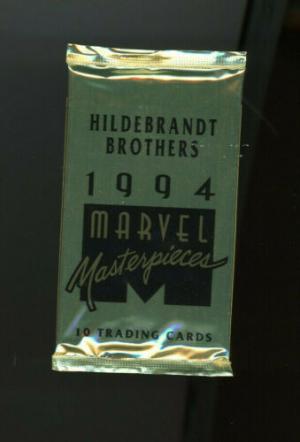 HILDEBRANDT
BROTHERS
1994
MARVEL
Masterpieces
10 TRADING CARDS